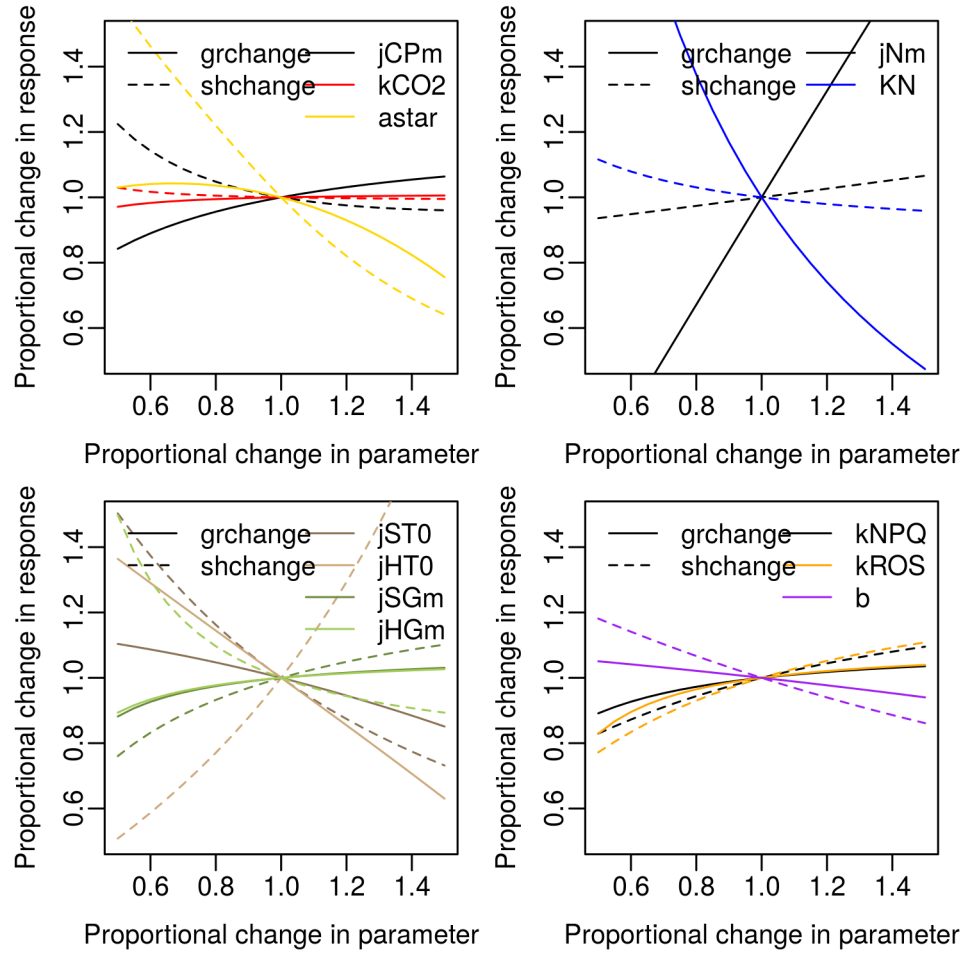 Proportional change in response
1.4
1.2
1.0
0.8
0.6
grchange
shchange
jCPm
kCO2
astar
0.6 0.8 1.0 1.2 1.4
Proportional change in parameter
Proportional change in response
1.4
1.2
1.0
0.8
0.6
grchange
shchange
jNm
KN
0.6 0.8 1.0 1.2 1.4
Proportional change in parameter
Proportional change in response
1.4
1.2
1.0
0.8
0.6
grchange
shchange
jST0
jHT0
jSGm
jHGm
0.6 0.8 1.0 1.2 1.4
Proportional change in parameter
Proportional change in response
1.4
1.2
1.0
0.8
0.6
grchange
shchange
kNPQ
kROS
b
0.6 0.8 1.0 1.2 1.4
Proportional change in parameter